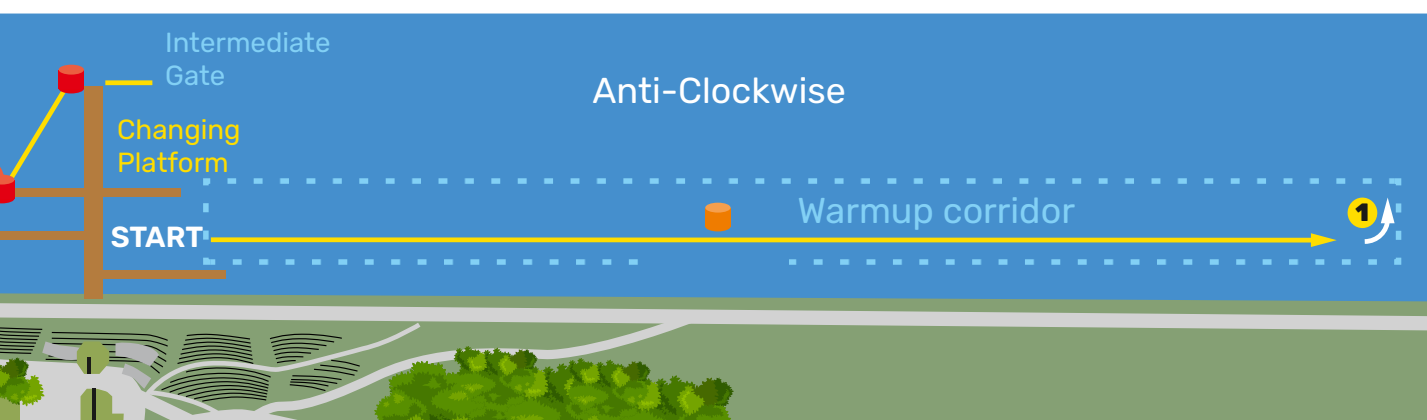 Intermediate
Gate
Anti-Clockwise
Changing
Platform
Warmup corridor
1
START